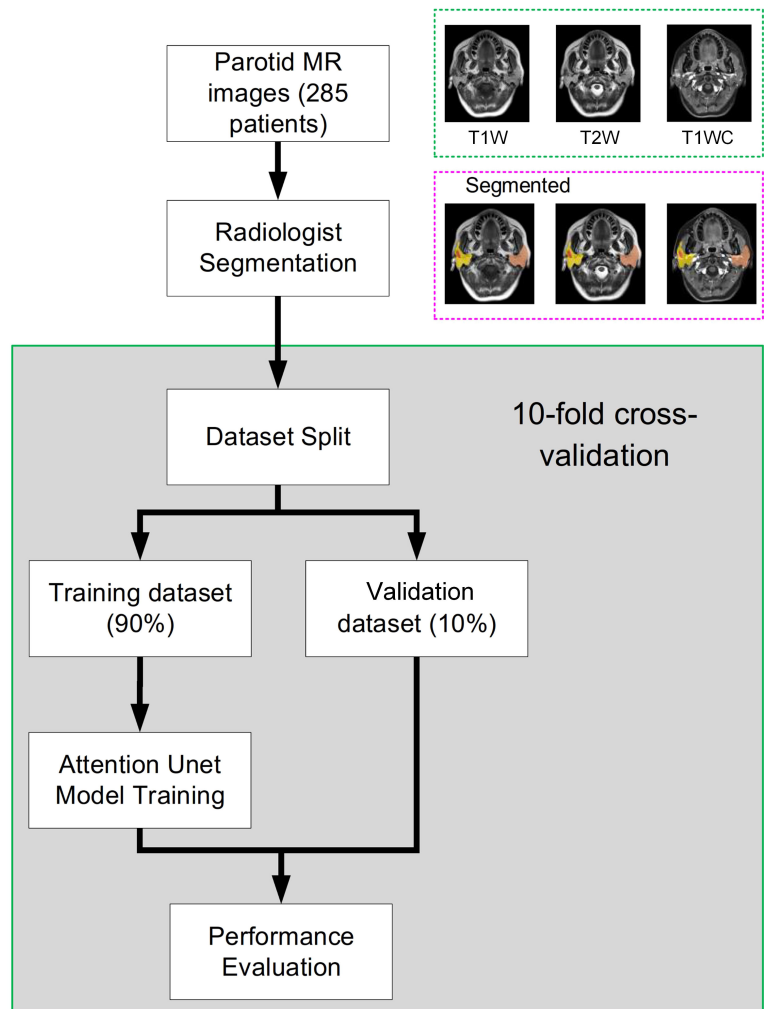 Parotid MR
images (285
patients)
T1W
T2W
T1WC
Segmented
Radiologist
Segmentation
Dataset Split
10-fold cross-
validation
Training dataset
(90%)
Validation
dataset (10%)
Attention Unet
Model Training
Performance
Evaluation